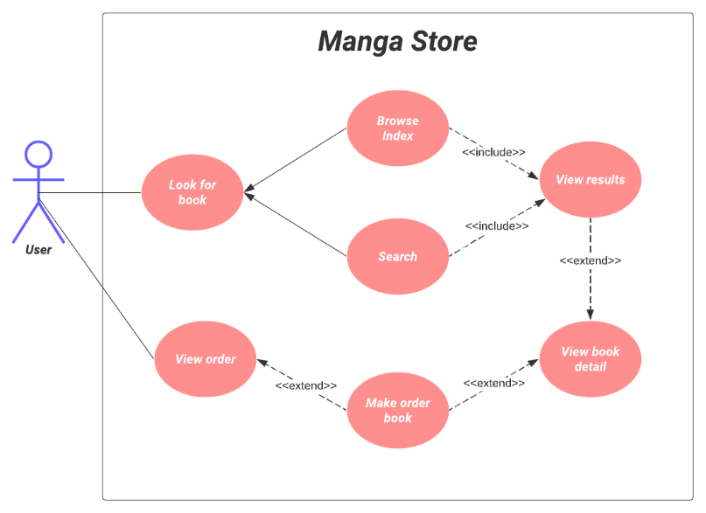 Manga Store
Browse
Index
<<include>>
View results
Look for
book
<<include>>
Search
User
<<extend>>
View order
View book
detail
<<extend>>
<<extend>>
Make order
book